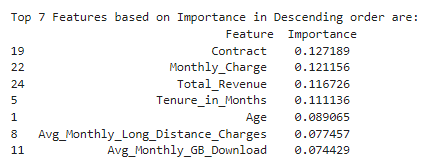 Top 7 Features based on Importance in Descending order are:
Feature Importance
19 Contract 0.127189
22 Monthly_Charge 0.121156
24 Total_Revenue 0.116726
5 Tenure_in_Months 0.111136
1 Age 0.089065
8 Avg_Monthly_Long_Distance_Charges 0.077457
11 Avg_Monthly_GB_Download 0.074429